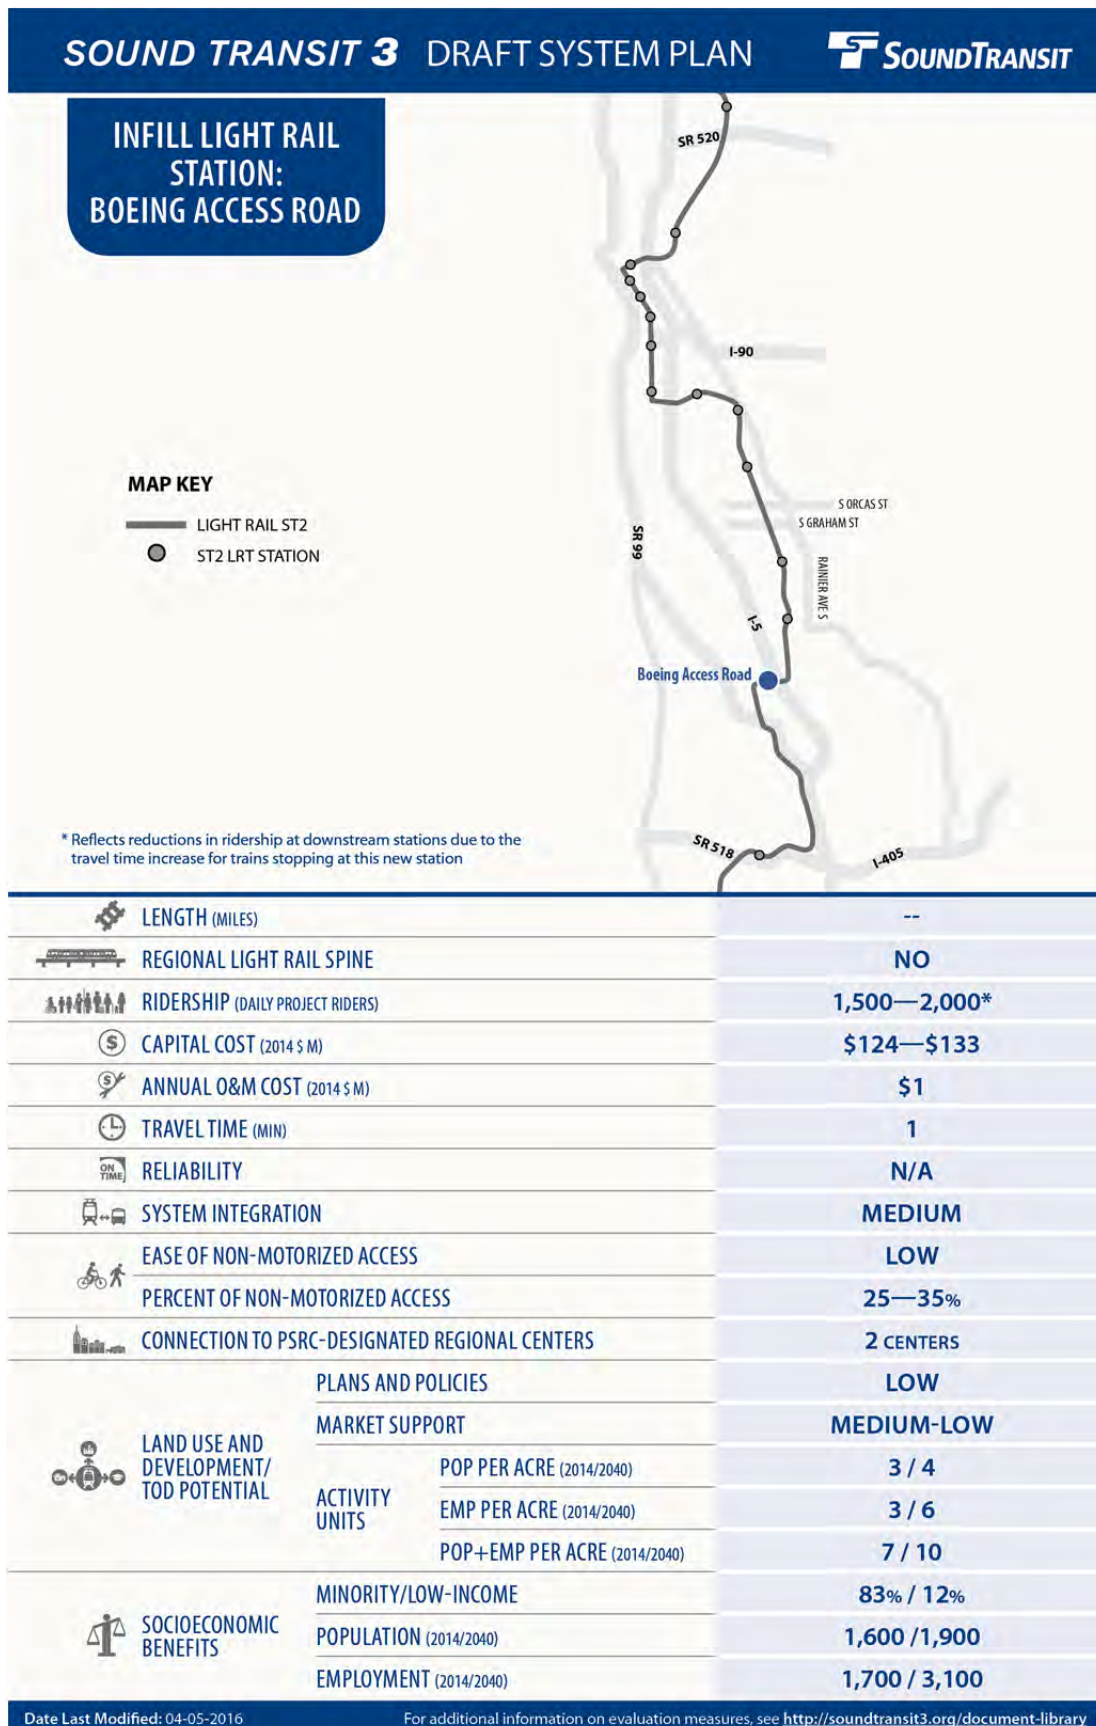 SOUND TRANSIT 3 DRAFT SYSTEM PLAN
SOUNDTRANSIT
INFILL LIGHT RAIL
STATION:
BOEING ACCESS ROAD
SR 520
I-90
MAP KEY
LIGHT RAIL ST2
ST2 LRT STATION
S ORCAS ST
S GRAHAM ST
SR 99
RAINIER AVE S
I-5
Boeing Access Road
* Reflects reductions in ridership at downstream stations due to the
travel time increase for trains stopping at this new station
SR 518
I-405
LENGTH (MILES) --
REGIONAL LIGHT RAIL SPINE NO
RIDERSHIP (DAILY PROJECT RIDERS) 1,500—2,000*
$ CAPITAL COST (2014 $ M) $124—$133
$ ANNUAL O&M COST (2014 $ M) $1
TRAVEL TIME (MIN) 1
ON
TIME
RELIABILITY N/A
SYSTEM INTEGRATION MEDIUM
EASE OF NON-MOTORIZED ACCESS LOW
PERCENT OF NON-MOTORIZED ACCESS 25—35%
CONNECTION TO PSRC-DESIGNATED REGIONAL CENTERS 2 CENTERS
LAND USE AND
DEVELOPMENT/
TOD POTENTIAL
PLANS AND POLICIES LOW
MARKET SUPPORT MEDIUM-LOW
ACTIVITY
UNITS
POP PER ACRE (2014/2040) 3 / 4
EMP PER ACRE (2014/2040) 3 / 6
POP+EMP PER ACRE (2014/2040) 7 / 10
SOCIOECONOMIC
BENEFITS
MINORITY/LOW-INCOME 83% / 12%
POPULATION (2014/2040) 1,600 /1,900
EMPLOYMENT (2014/2040) 1,700 / 3,100
Date Last Modified: 04-05-2016 For additional information on evaluation measures, see http://soundtransit3.org/document-library